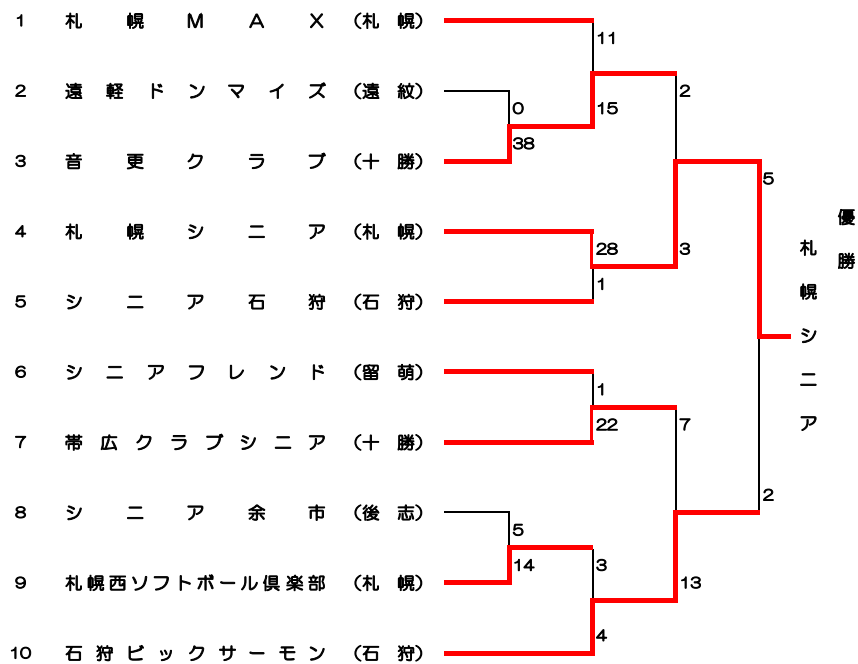 1 札幌MAX (札幌)
2 遠軽ドンマイズ (遠紋)
3 音更クラブ (十勝)
4 札幌シニア (札幌)
5 シニア石狩 (石狩)
6 シニアフレンド (留萌)
7 帯広クラブシニア (十勝)
8 シニア余市 (後志)
9 札幌西ソフトボール倶楽部 (札幌)
10 石狩ビックサーモン (石狩)
11
0
15
38
2
28
1
3
5
1
22
7
5
14
3
4
13
2
優勝
札幌シニア